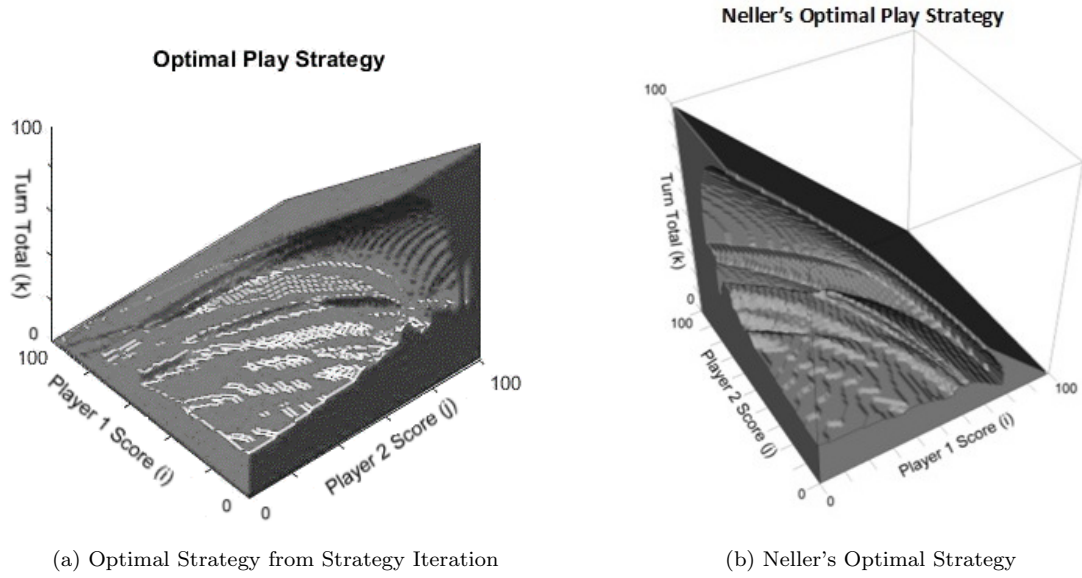 Optimal Play Strategy
100
Turn Total (k)
0
100
Player 1 Score (i)
0
0
Player 2 Score (j)
100
(a) Optimal Strategy from Strategy Iteration
Neller's Optimal Play Strategy
100
Turn Total (k)
0
100
Player 2 Score (j)
0
0
Player 1 Score (i)
100
(b) Neller's Optimal Strategy